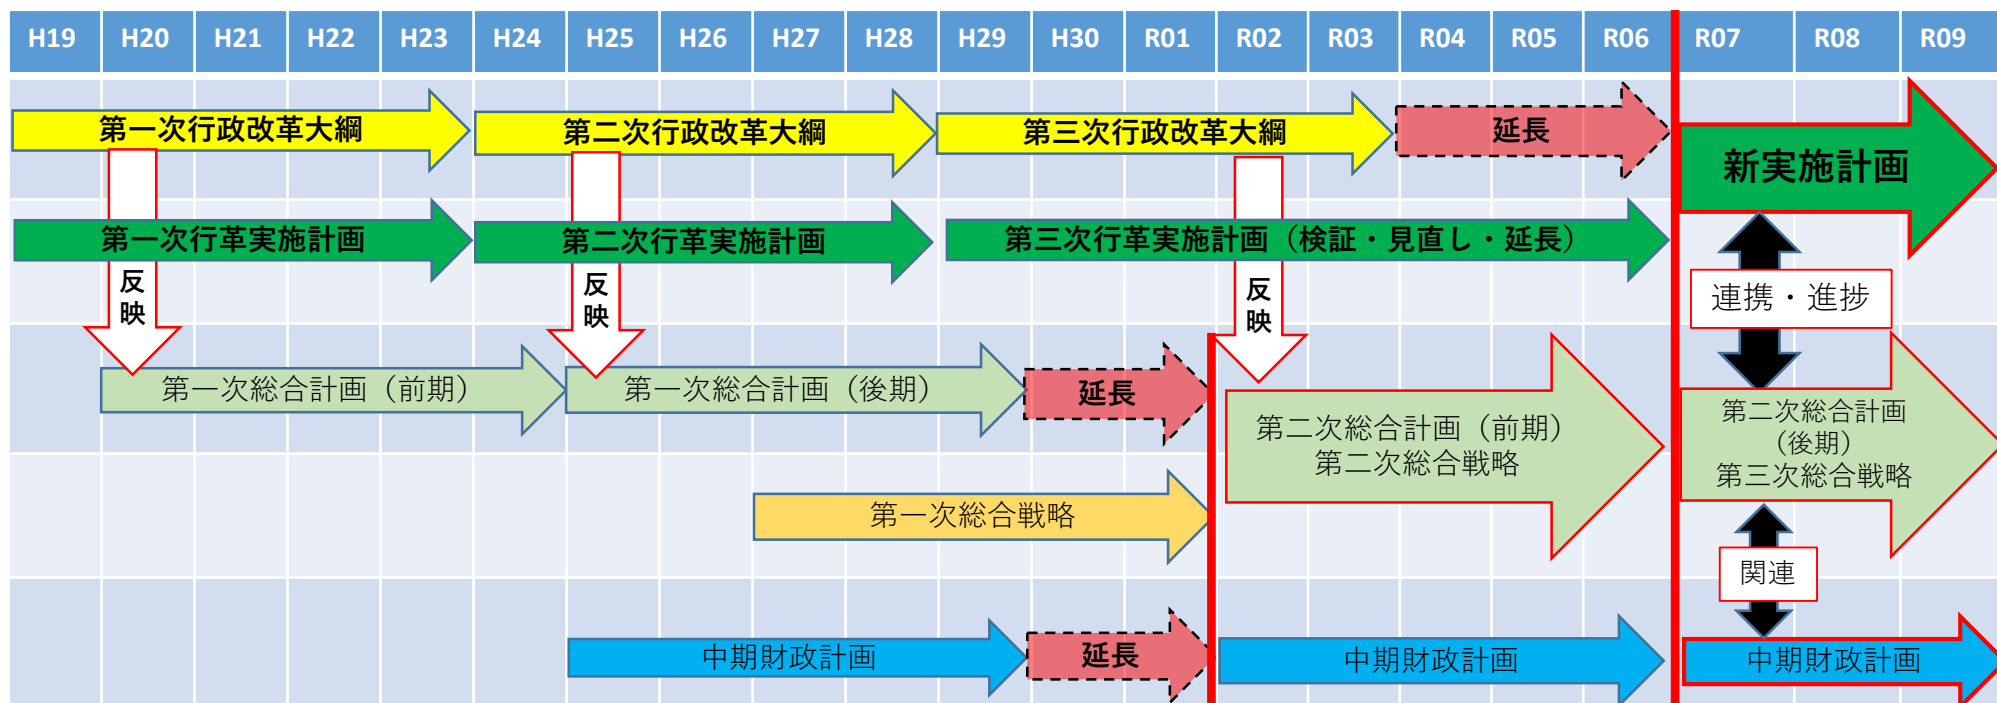 H19 H20 H21 H22 H23 H24 H25 H26 H27 H28 H29 H30 R01 R02 R03 R04 R05 R06 R07 R08 R09
第一次行政改革大綱
第二次行政改革大綱
第三次行政改革大綱
延長
新実施計画
第一次行革実施計画
第二次行革実施計画
第三次行革実施計画（検証・見直し・延長）
反
映
反
映
反
映
連携・進捗
第一次総合計画（前期）
第一次総合計画（後期）
延長
第二次総合計画（前期）
第二次総合戦略
第二次総合計画
（後期）
第三次総合戦略
第一次総合戦略
関連
中期財政計画
延長
中期財政計画
中期財政計画